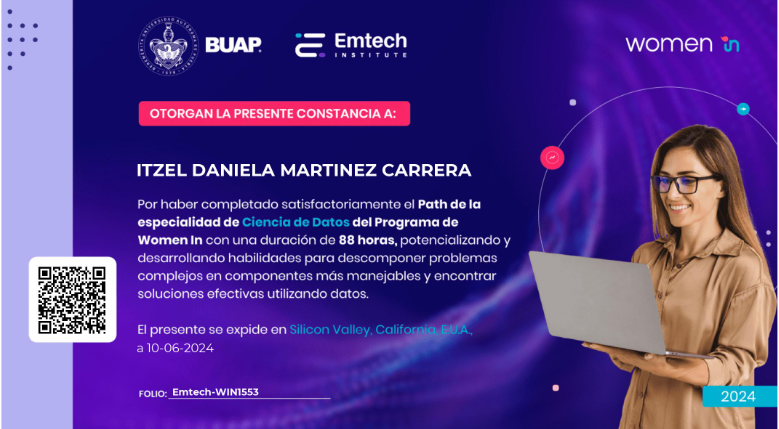 BUAP
Emtech
INSTITUTE
women in
OTORGAN LA PRESENTE CONSTANCIA A:
ITZEL DANIELA MARTINEZ CARRERA
Por haber completado satisfactoriamente el Path de la
especialidad de Ciencia de Datos del Programa de
Women In con una duración de 88 horas, potencializando y
desarrollando habilidades para descomponer problemas
complejos en componentes más manejables y encontrar
soluciones efectivas utilizando datos.
El presente se expide en Silicon Valley, California, E.U.A.,
a 10-06-2024
FOLIO: Emtech-WIN1553
2024